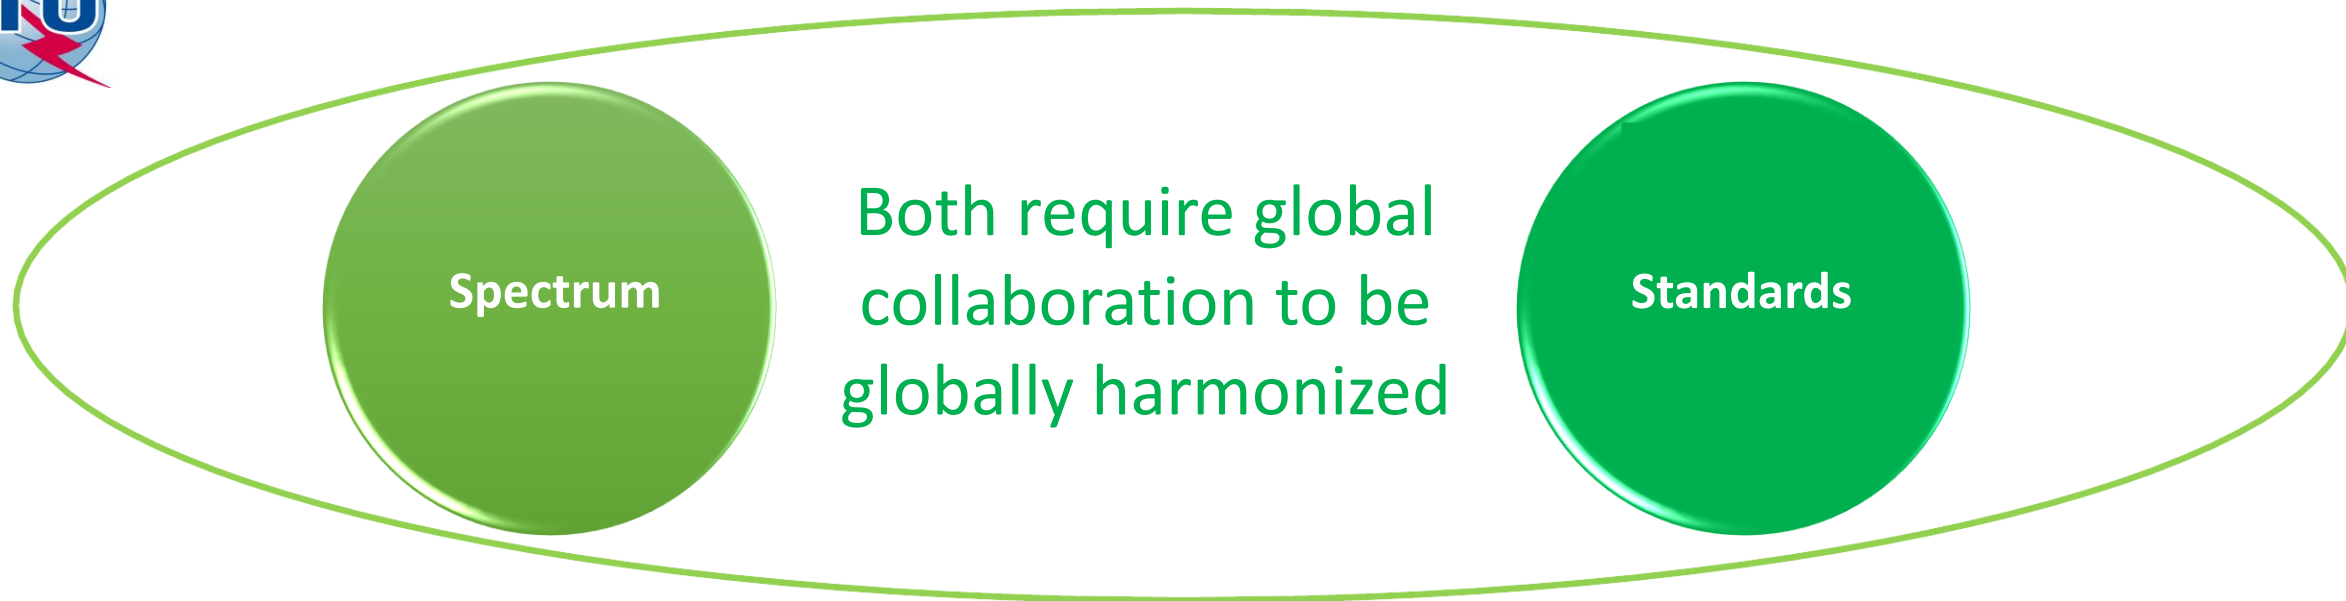 Spectrum
Both require global
collaboration to be
globally harmonized
Standards